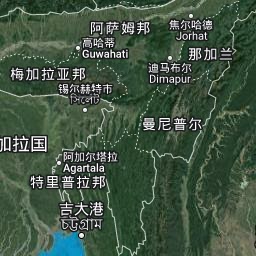 阿萨姆邦
焦尔哈德
Jorhat
高哈蒂
Guwahati
那加兰
迪马布尔
Dimapur
梅加拉亚邦
锡尔赫特市
সিলেট
曼尼普尔
加拉国
阿加尔塔拉
Agartala
特里普拉邦
吉大港
চট্টগ্রাম